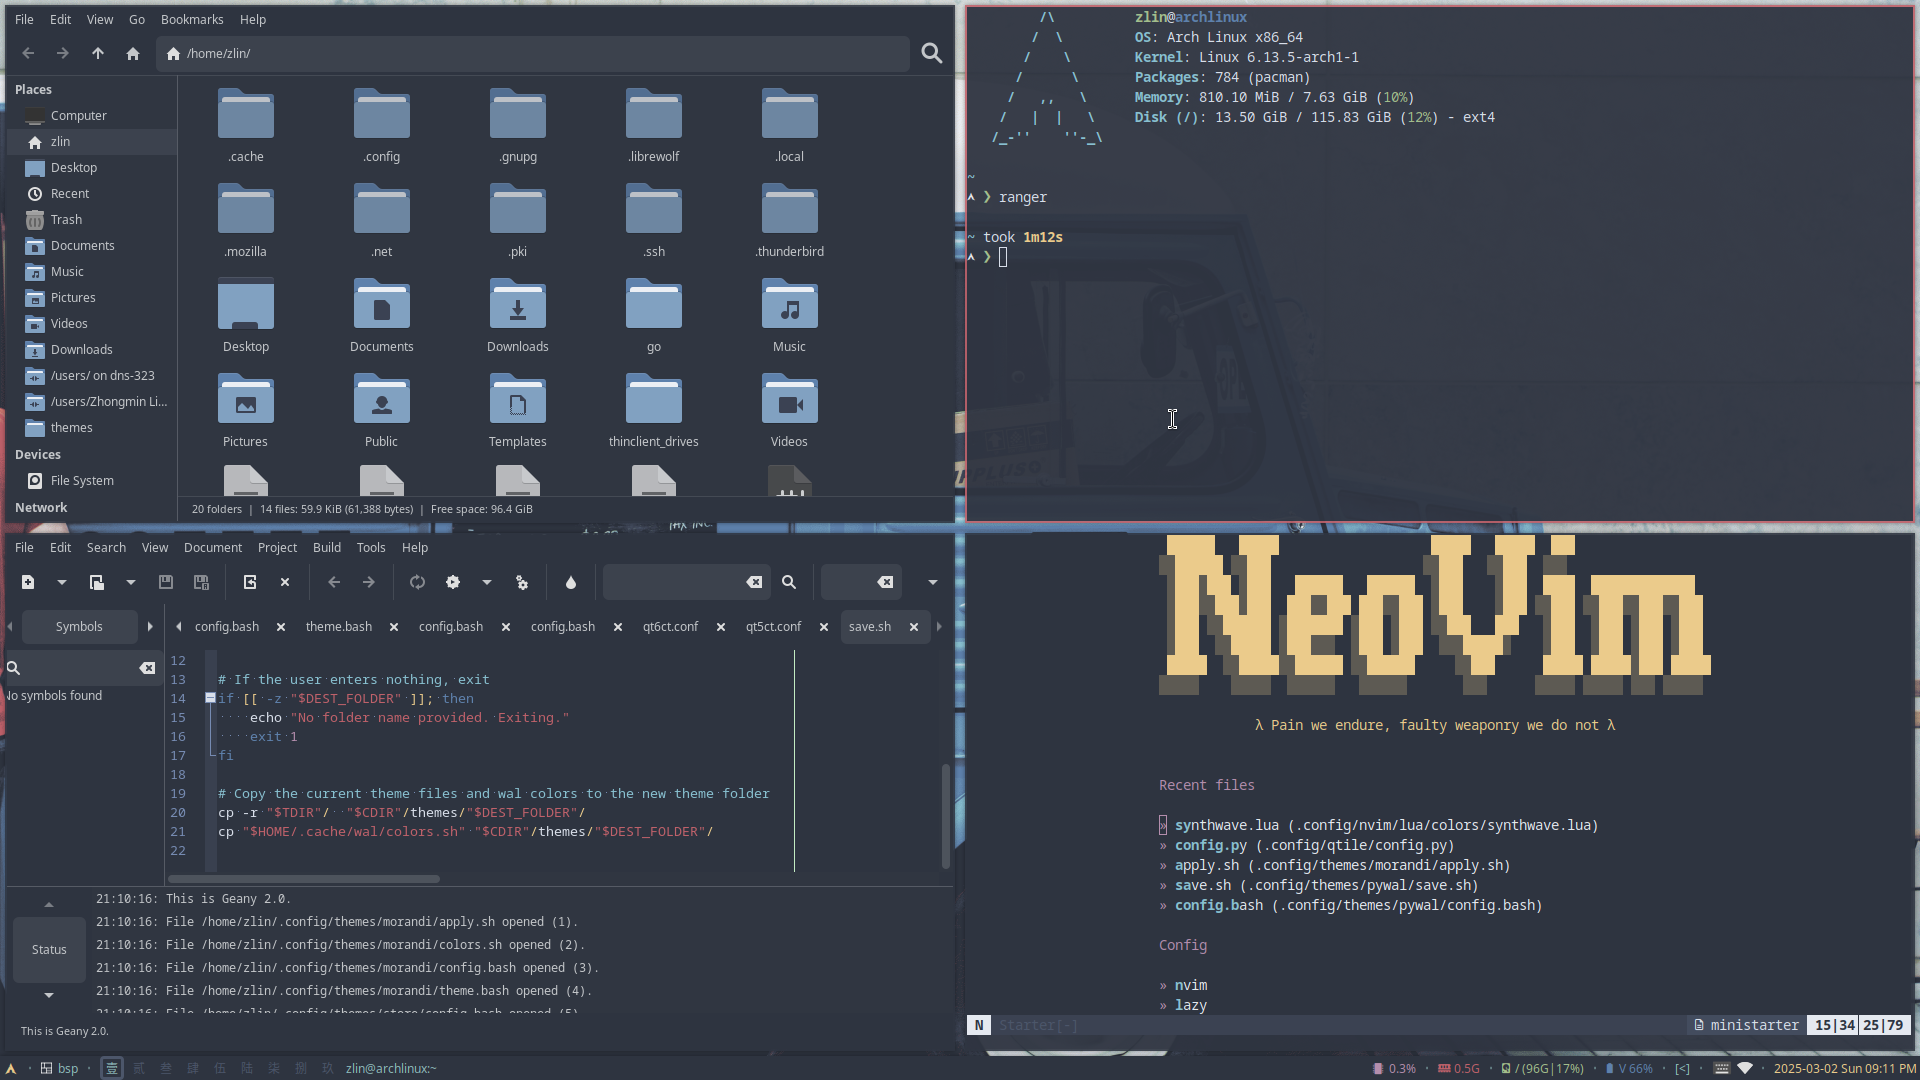 File Edit View Go Bookmarks Help
/home/zlin/
Places
Computer
zlin
Desktop
Recent
Trash
Documents
Music
Pictures
Videos
Downloads
/users/ on dns-323
/users/Zhongmin Li...
themes
Devices
File System
Network
.cache .config .gnupg .librewolf .local
.mozilla .net .pki .ssh .thunderbird
Desktop Documents Downloads go Music
Pictures Public Templates thinclient_drives Videos
20 folders | 14 files: 59.9 KiB (61,388 bytes) | Free space: 96.4 GiB
zlin@archlinux
OS: Arch Linux x86_64
Kernel: Linux 6.13.5-arch1-1
Packages: 784 (pacman)
Memory: 810.10 MiB / 7.63 GiB (10%)
Disk (/): 13.50 GiB / 115.83 GiB (12%) - ext4
~
❯ ranger
~ took 1m12s
❯
File Edit Search View Document Project Build Tools Help
Symbols
No symbols found
config.bash theme.bash config.bash config.bash qt6ct.conf qt5ct.conf save.sh
12
13 # If the user enters nothing, exit
14 if [[ -z "$DEST_FOLDER" ]]; then
15 echo "No folder name provided. Exiting."
16 exit 1
17 fi
18
19 # Copy the current theme files and wal colors to the new theme folder
20 cp -r "$TDIR"/ "$CDIR"/themes/"$DEST_FOLDER"/
21 cp "$HOME/.cache/wal/colors.sh" "$CDIR"/themes/"$DEST_FOLDER"/
22
Status
21:10:16: This is Geany 2.0.
21:10:16: File /home/zlin/.config/themes/morandi/apply.sh opened (1).
21:10:16: File /home/zlin/.config/themes/morandi/colors.sh opened (2).
21:10:16: File /home/zlin/.config/themes/morandi/config.bash opened (3).
21:10:16: File /home/zlin/.config/themes/morandi/theme.bash opened (4).
This is Geany 2.0.
NeoVim
λ Pain we endure, faulty weaponry we do not λ
Recent files
» synthwave.lua (.config/nvim/lua/colors/synthwave.lua)
» config.py (.config/qtile/config.py)
» apply.sh (.config/themes/morandi/apply.sh)
» save.sh (.config/themes/pywal/save.sh)
» config.bash (.config/themes/pywal/config.bash)
Config
» nvim
» lazy
N Starter[-] ministarter 15|34 25|79
bsp 壹 貳 叁 肆 伍 陆 柒 捌 玖 zlin@archlinux:~
0.3% 0.5G / (96G|17%) V 66% [<] 2025-03-02 Sun 09:11 PM